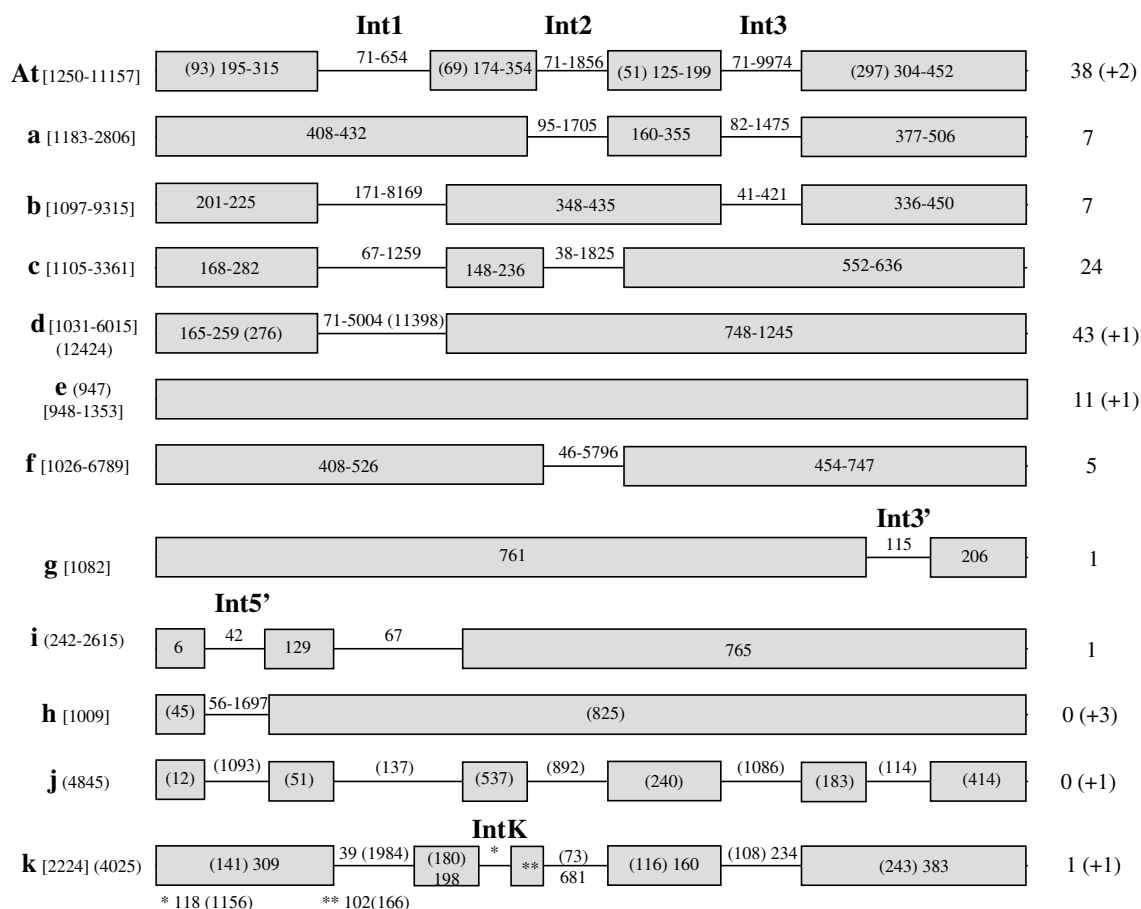 Int1 Int2 Int3
At [1250-11157] (93) 195-315 71-654 (69) 174-354 71-1856 (51) 125-199 71-9974 (297) 304-452 38 (+2)
a [1183-2806] 408-432 95-1705 160-355 82-1475 377-506 7
b [1097-9315] 201-225 171-8169 348-435 41-421 336-450 7
c [1105-3361] 168-282 67-1259 148-236 38-1825 552-636 24
d [1031-6015] 165-259 (276) 71-5004 (11398) 748-1245 43 (+1)
(12424)
e (947) 11 (+1)
[948-1353]
f [1026-6789] 408-526 46-5796 454-747 5
Int3’
g [1082] 761 115 206 1
Int5’
i (242-2615) 6 42 129 67 765 1
h [1009] (45) 56-1697 (825) 0 (+3)
j (4845) (12) (1093) (51) (137) (537) (892) (240) (1086) (183) (114) (414) 0 (+1)
IntK
k [2224] (4025) (141) 309 39 (1984) (180) * ** (73) (116) 160 (108) 234 (243) 383 1 (+1)
198 681
* 118 (1156) ** 102(166)